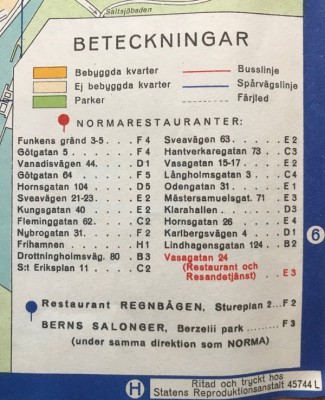 Saltsjöbaden
BETECKNINGAR
Bebyggda kvarter
Ej bebyggda kvarter
Parker
Busslinje
Spårvägslinje
Färjled
NORMARESTAURANTER:
Funkens gränd 3-5 . . . F 4
Götgatan 5 . . . . F 4
Vanadisvägen 44. . . . D 1
Götgatan 64 . . . . F 5
Hornsgatan 104 . . . . D 5
Sveavägen 21-23 . . . E 2
Kungsgatan 40 . . . . E 2
Fleminggatan 62 . . . C 2
Nybrogatan 31 . . . . F 2
Frihamnen . . . . H 1
Drottningholmsväg. 80 B 3
S:t Eriksplan 11 . . . . C 2
Sveavägen 63 . . . . E 2
Hantverkaregatan 73 . . C 3
Vasagatan 15-17 . . . . E 2
Långholmsgatan 3 . . . C 4
Odengatan 31 . . . . E 1
Mästersamuelsgat. 71 E 3
Klarahallen . . . . D 3
Hornsgatan 26 . . . . E 4
Karlbergsvägen 4 . . . D 1
Lindhagensgatan 124 . . B 2
Vasagatan 24
(Restaurant och
Resandetjänst) . . . . E 3
Restaurant REGNBÅGEN, Stureplan 2 ... F 2
BERNS SALONGER, Berzelii park . . . . F 3
(under samma direktion som NORMA)
6
H
Ritad och tryckt hos
Statens Reproduktionsanstalt 45744 L